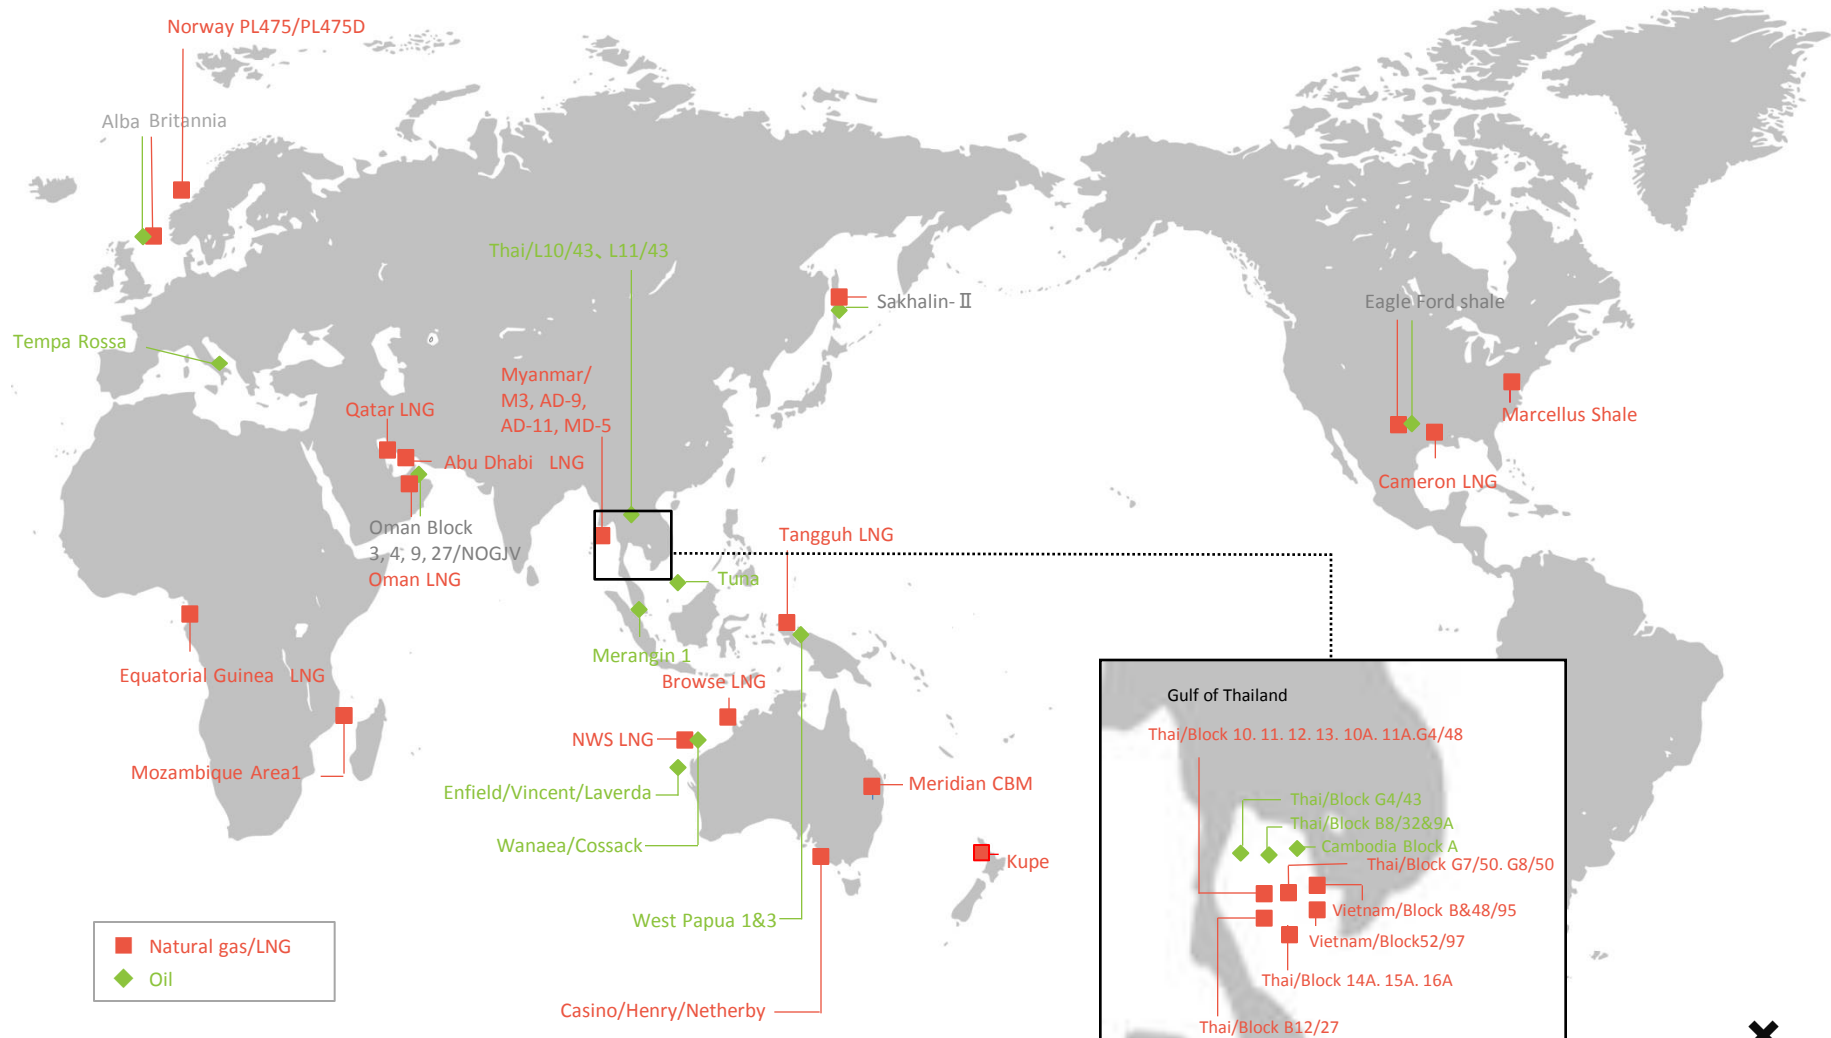 Norway PL475/PL475D
Alba Britannia
Thai/L10/43、L11/43
Sakhalin-Ⅱ
Eagle Ford shale
Tempa Rossa
Myanmar/
M3, AD-9,
AD-11, MD-5
Qatar LNG
Marcellus Shale
Abu Dhabi LNG
Cameron LNG
Oman Block
3, 4, 9, 27/NOGJV
Oman LNG
Tangguh LNG
Tuna
Merangin 1
Equatorial Guinea LNG
Browse LNG
Gulf of Thailand
Thai/Block 10. 11. 12. 13. 10A. 11A.G4/48
NWS LNG
Mozambique Area1
Meridian CBM
Enfield/Vincent/Laverda
Thai/Block G4/43
Thai/Block B8/32&9A
Wanaea/Cossack
Cambodia Block A
Kupe
Thai/Block G7/50. G8/50
West Papua 1&3
Vietnam/Block B&48/95
Vietnam/Block52/97
Natural gas/LNG
Oil
Thai/Block 14A. 15A. 16A
Casino/Henry/Netherby
Thai/Block B12/27